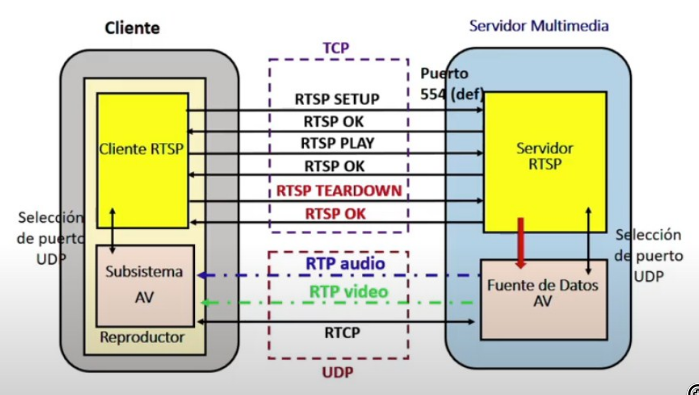 Cliente
Servidor Multimedia
TCP
Puerto
554 (def)
RTSP SETUP
RTSP OK
RTSP PLAY
RTSP OK
RTSP TEARDOWN
RTSP OK
Cliente RTSP
Servidor
RTSP
Selección
de puerto
UDP
Selección
de puerto
UDP
Subsistema
AV
Reproductor
RTP audio
RTP video
RTCP
UDP
Fuente de Datos
AV